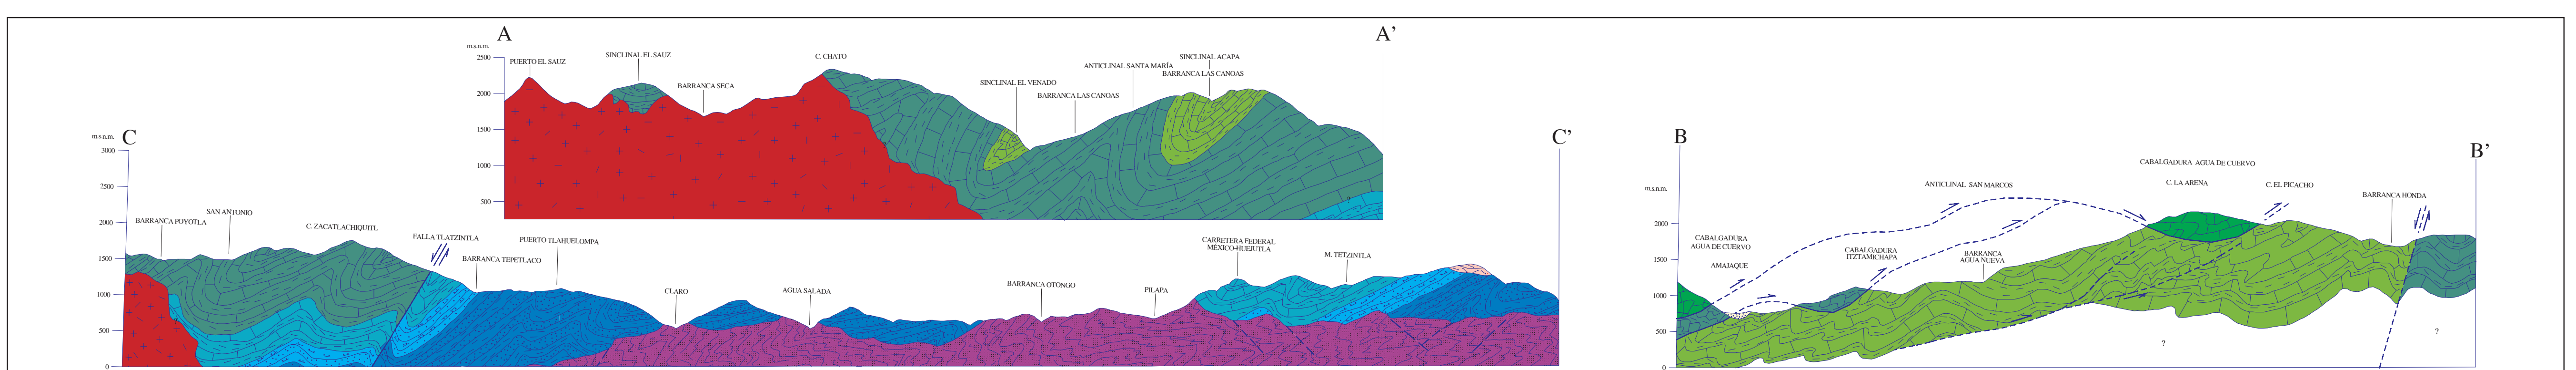 A
A’
m.s.n.m.
2500
2000
1500
1000
500
PUERTO EL SAUZ
SINCLINAL EL SAUZ
BARRANCA SECA
C. CHATO
SINCLINAL EL VENADO
BARRANCA LAS CANOAS
ANTICLINAL SANTA MARÍA
SINCLINAL ACAPA
BARRANCA LAS CANOAS
?
C
C’
m.s.n.m.
3000
2500
2000
1500
1000
500
0
BARRANCA POYOTLA
SAN ANTONIO
C. ZACATLACHIQUITL
FALLA TLATZINTLA
BARRANCA TEPETLACO
PUERTO TLAHUELOMPA
CLARO
AGUA SALADA
BARRANCA OTONGO
PILAPA
CARRETERA FEDERAL
MÉXICO-HUEJUTLA
M. TETZINTLA
B
B’
m.s.n.m.
2000
1500
1000
500
0
CABALGADURA
AGUA DE CUERVO
AMAJAQUE
CABALGADURA
ITZTAMICHAPA
ANTICLINAL SAN MARCOS
BARRANCA
AGUA NUEVA
CABALGADURA AGUA DE CUERVO
C. LA ARENA
C. EL PICACHO
BARRANCA HONDA
?
?